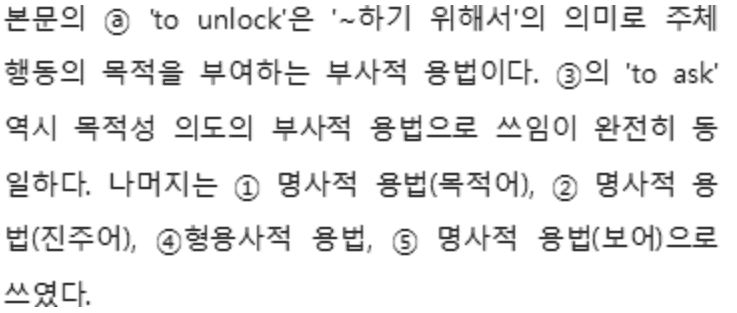 본문의 ⓐ 'to unlock'은 '~하기 위해서'의 의미로 주체
행동의 목적을 부여하는 부사적 용법이다. ③의 'to ask'
역시 목적성 의도의 부사적 용법으로 쓰임이 완전히 동
일하다. 나머지는 ① 명사적 용법(목적어), ② 명사적 용
법(진주어), ④형용사적 용법, ⑤ 명사적 용법(보어)으로
쓰였다.